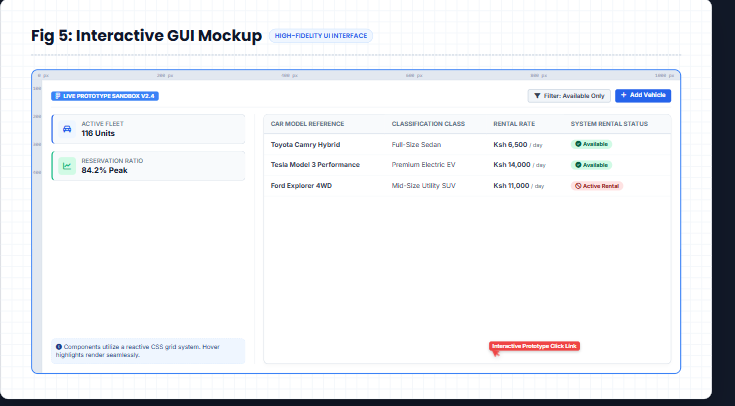 Fig 5: Interactive GUI Mockup
HIGH-FIDELITY UI INTERFACE
0 px 200 px 400 px 600 px 800 px 1000 px
100
200
300
400
LIVE PROTOTYPE SANDBOX V2.4
Filter: Available Only
+ Add Vehicle
ACTIVE FLEET
116 Units
RESERVATION RATIO
84.2% Peak
CAR MODEL REFERENCE CLASSIFICATION CLASS RENTAL RATE SYSTEM RENTAL STATUS
Toyota Camry Hybrid Full-Size Sedan Ksh 6,500 / day Available
Tesla Model 3 Performance Premium Electric EV Ksh 14,000 / day Available
Ford Explorer 4WD Mid-Size Utility SUV Ksh 11,000 / day Active Rental
Components utilize a reactive CSS grid system. Hover
highlights render seamlessly.
Interactive Prototype Click Link